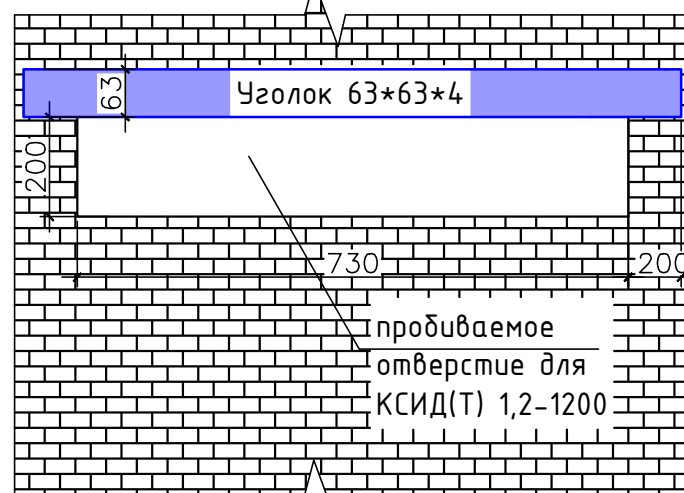 63
Уголок 63*63*4
200
730
200
пробиваемое
отверстие для
КСИД(Т) 1,2-1200